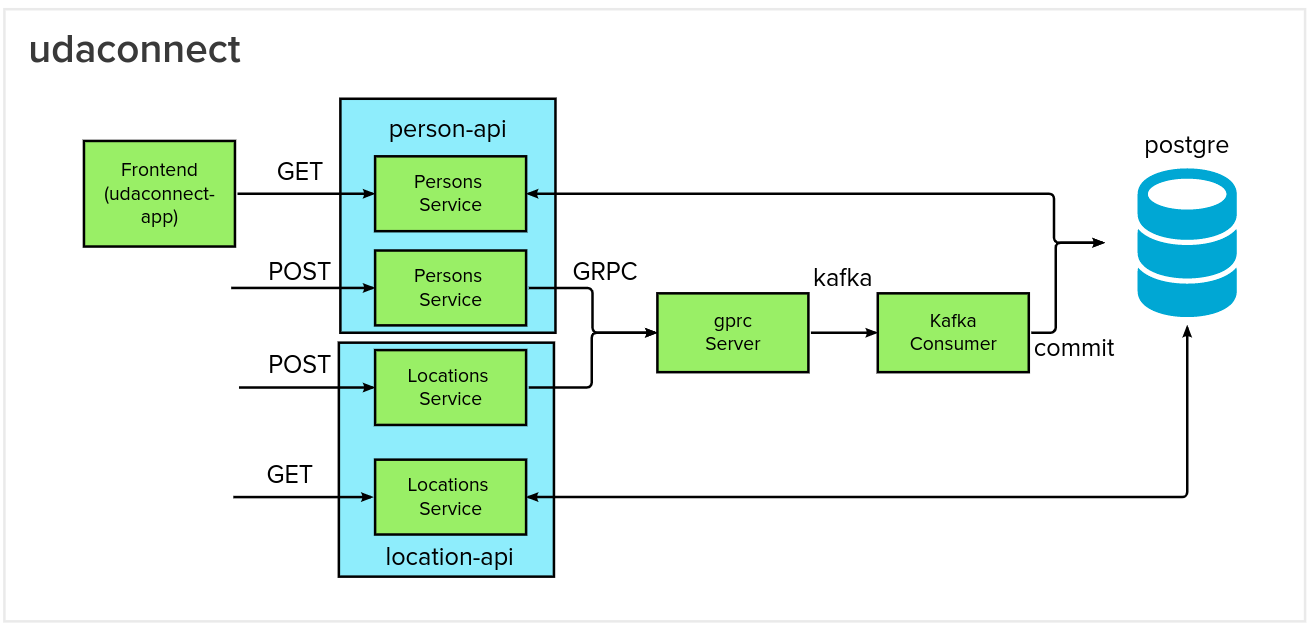 udaconnect
person-api
postgre
Frontend
(udaconnect-
app)
GET
Persons
Service
POST
Persons
Service
GRPC
kafka
gprc
Server
Kafka
Consumer
commit
POST
Locations
Service
GET
Locations
Service
location-api